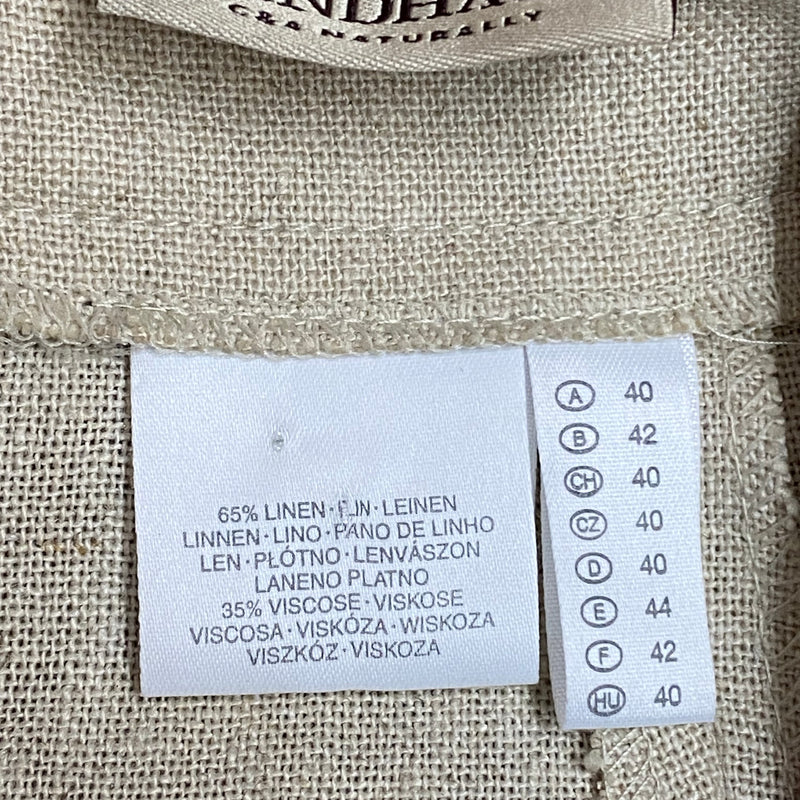 C&A NATURALLY
65% LINEN·LIN·LEINEN
LINNEN·LINO·PANO DE LINHO
LEN·PŁÓTNO·LENVÁSZON
LANENO PLATNO
35% VISCOSE·VISKOSE
VISCOSA·VISKÓZA·WISKOZA
VISZKÓZ·VISKOZA
A 40
B 42
CH 40
CZ 40
D 40
E 44
F 42
HU 40